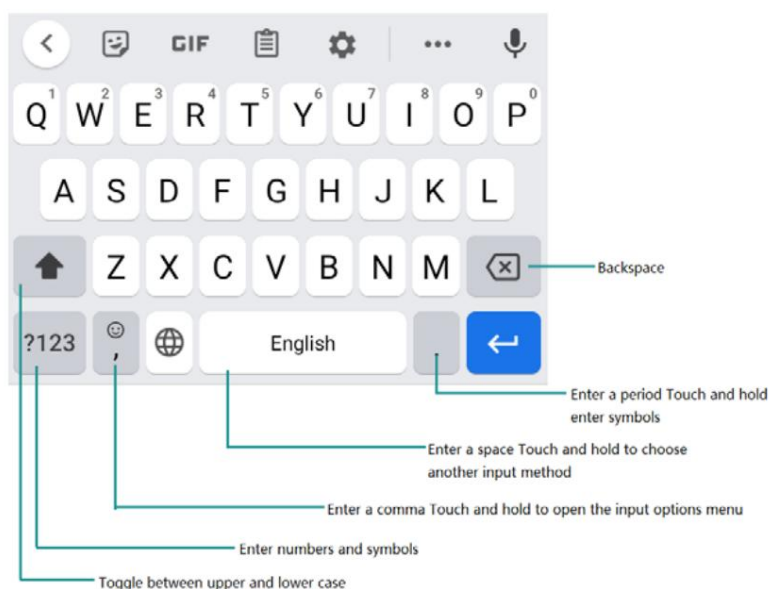 GIF
Q1 W2 E3 R4 T5 Y6 U7 I8 O9 P0
A S D F G H J K L
Z X C V B N M
Backspace
?123 , English .
Enter a period Touch and hold
enter symbols
Enter a space Touch and hold to choose
another input method
Enter a comma Touch and hold to open the input options menu
Enter numbers and symbols
Toggle between upper and lower case